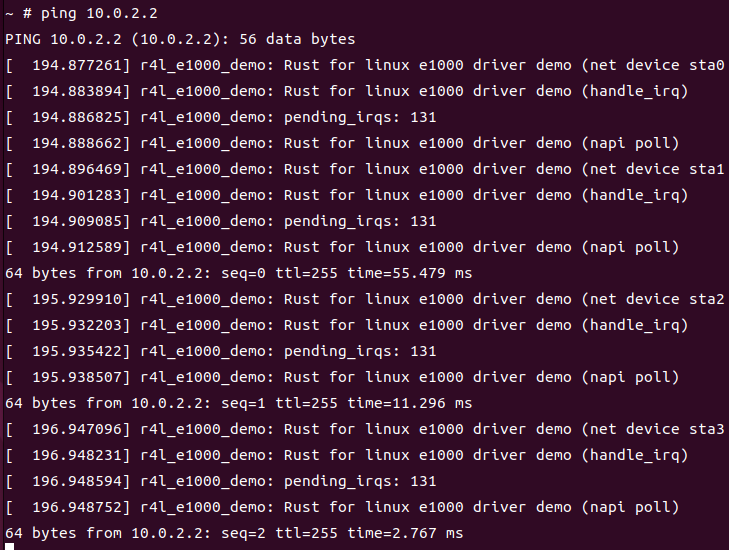 ~ # ping 10.0.2.2
PING 10.0.2.2 (10.0.2.2): 56 data bytes
[  194.877261] r4l_e1000_demo: Rust for linux e1000 driver demo (net device sta0
[  194.883894] r4l_e1000_demo: Rust for linux e1000 driver demo (handle_irq)
[  194.886825] r4l_e1000_demo: pending_irqs: 131
[  194.888662] r4l_e1000_demo: Rust for linux e1000 driver demo (napi poll)
[  194.896469] r4l_e1000_demo: Rust for linux e1000 driver demo (net device sta1
[  194.901283] r4l_e1000_demo: Rust for linux e1000 driver demo (handle_irq)
[  194.909085] r4l_e1000_demo: pending_irqs: 131
[  194.912589] r4l_e1000_demo: Rust for linux e1000 driver demo (napi poll)
64 bytes from 10.0.2.2: seq=0 ttl=255 time=55.479 ms
[  195.929910] r4l_e1000_demo: Rust for linux e1000 driver demo (net device sta2
[  195.932203] r4l_e1000_demo: Rust for linux e1000 driver demo (handle_irq)
[  195.935422] r4l_e1000_demo: pending_irqs: 131
[  195.938507] r4l_e1000_demo: Rust for linux e1000 driver demo (napi poll)
64 bytes from 10.0.2.2: seq=1 ttl=255 time=11.296 ms
[  196.947096] r4l_e1000_demo: Rust for linux e1000 driver demo (net device sta3
[  196.948231] r4l_e1000_demo: Rust for linux e1000 driver demo (handle_irq)
[  196.948594] r4l_e1000_demo: pending_irqs: 131
[  196.948752] r4l_e1000_demo: Rust for linux e1000 driver demo (napi poll)
64 bytes from 10.0.2.2: seq=2 ttl=255 time=2.767 ms